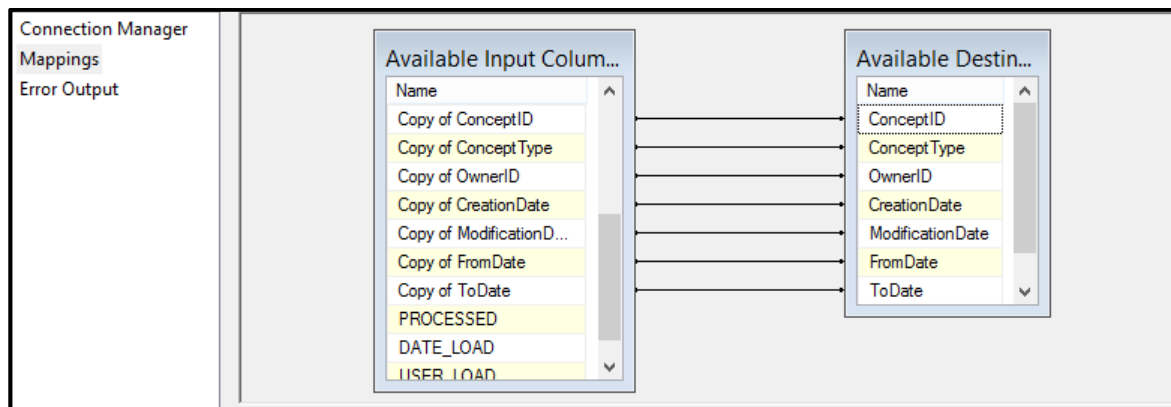 Connection Manager
Mappings
Error Output
Available Input Colum...
Name
Copy of ConceptID
Copy of ConceptType
Copy of OwnerID
Copy of CreationDate
Copy of ModificationD...
Copy of FromDate
Copy of ToDate
PROCESSED
DATE_LOAD
USER_LOAD
Available Destin...
Name
ConceptID
ConceptType
OwnerID
CreationDate
ModificationDate
FromDate
ToDate